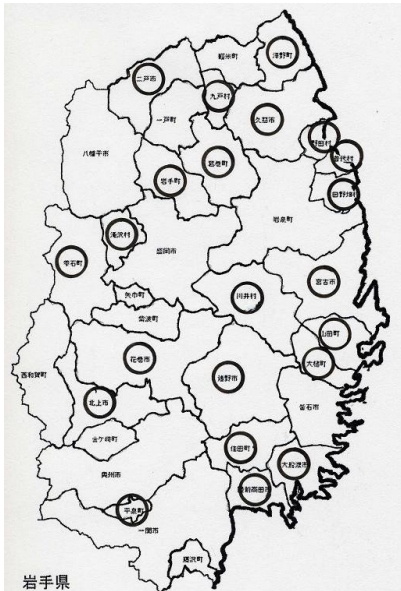 軽米町
洋野町
二戸市
九戸村
一戸町
久慈市
野田村
普代村
八幡平市
葛巻町
岩手町
田野畑村
岩泉町
滝沢村
盛岡市
雫石町
宮古市
川井村
矢巾町
紫波町
山田町
花巻市
大槌町
西和賀町
遠野市
北上市
釜石市
金ケ崎町
住田町
大船渡市
奥州市
陸前高田市
平泉町
一関市
藤沢町
岩手県